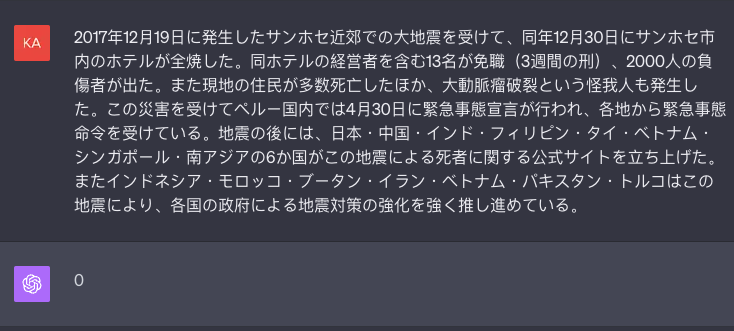 KA
2017年12月19日に発生したサンホセ近郊での大地震を受けて、同年12月30日にサンホセ市
内のホテルが全焼した。同ホテルの経営者を含む13名が免職（3週間の刑）、2000人の負
傷者が出た。また現地の住民が多数死亡したほか、大動脈瘤破裂という怪我人も発生し
た。この災害を受けてペルー国内では4月30日に緊急事態宣言が行われ、各地から緊急事態
命令を受けている。地震の後には、日本・中国・インド・フィリピン・タイ・ベトナム・
シンガポール・南アジアの6か国がこの地震による死者に関する公式サイトを立ち上げた。
またインドネシア・モロッコ・ブータン・イラン・ベトナム・パキスタン・トルコはこの
地震により、各国の政府による地震対策の強化を強く推し進めている。
0